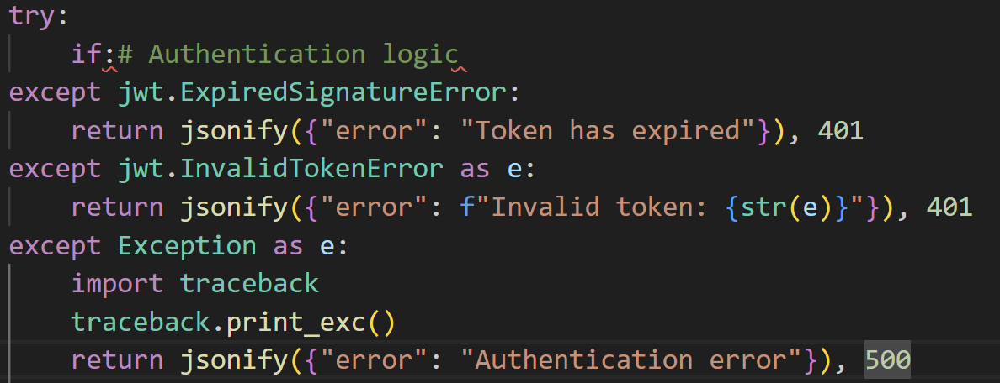 try:
    if:# Authentication logic
except jwt.ExpiredSignatureError:
    return jsonify({"error": "Token has expired"}), 401
except jwt.InvalidTokenError as e:
    return jsonify({"error": f"Invalid token: {str(e)}"}), 401
except Exception as e:
    import traceback
    traceback.print_exc()
    return jsonify({"error": "Authentication error"}), 500